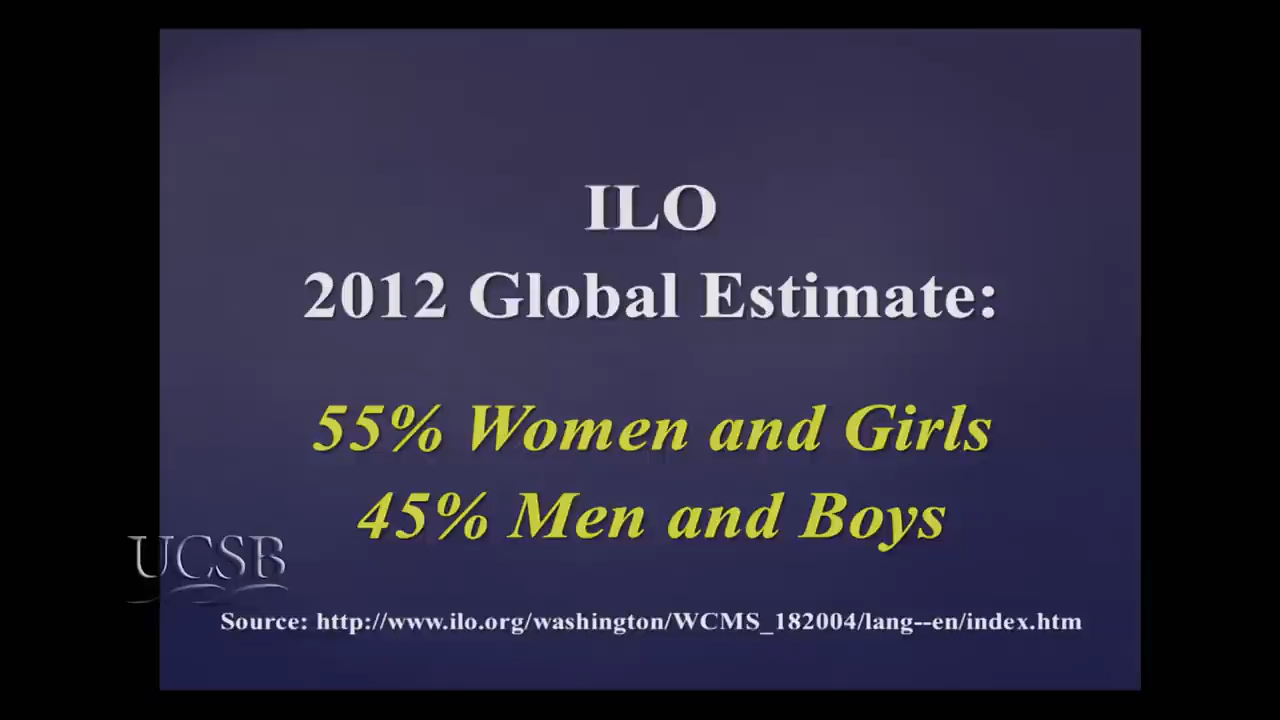 ILO
2012 Global Estimate:
55% Women and Girls
45% Men and Boys
UCSB
Source: http://www.ilo.org/washington/WCMS_182004/lang--en/index.htm